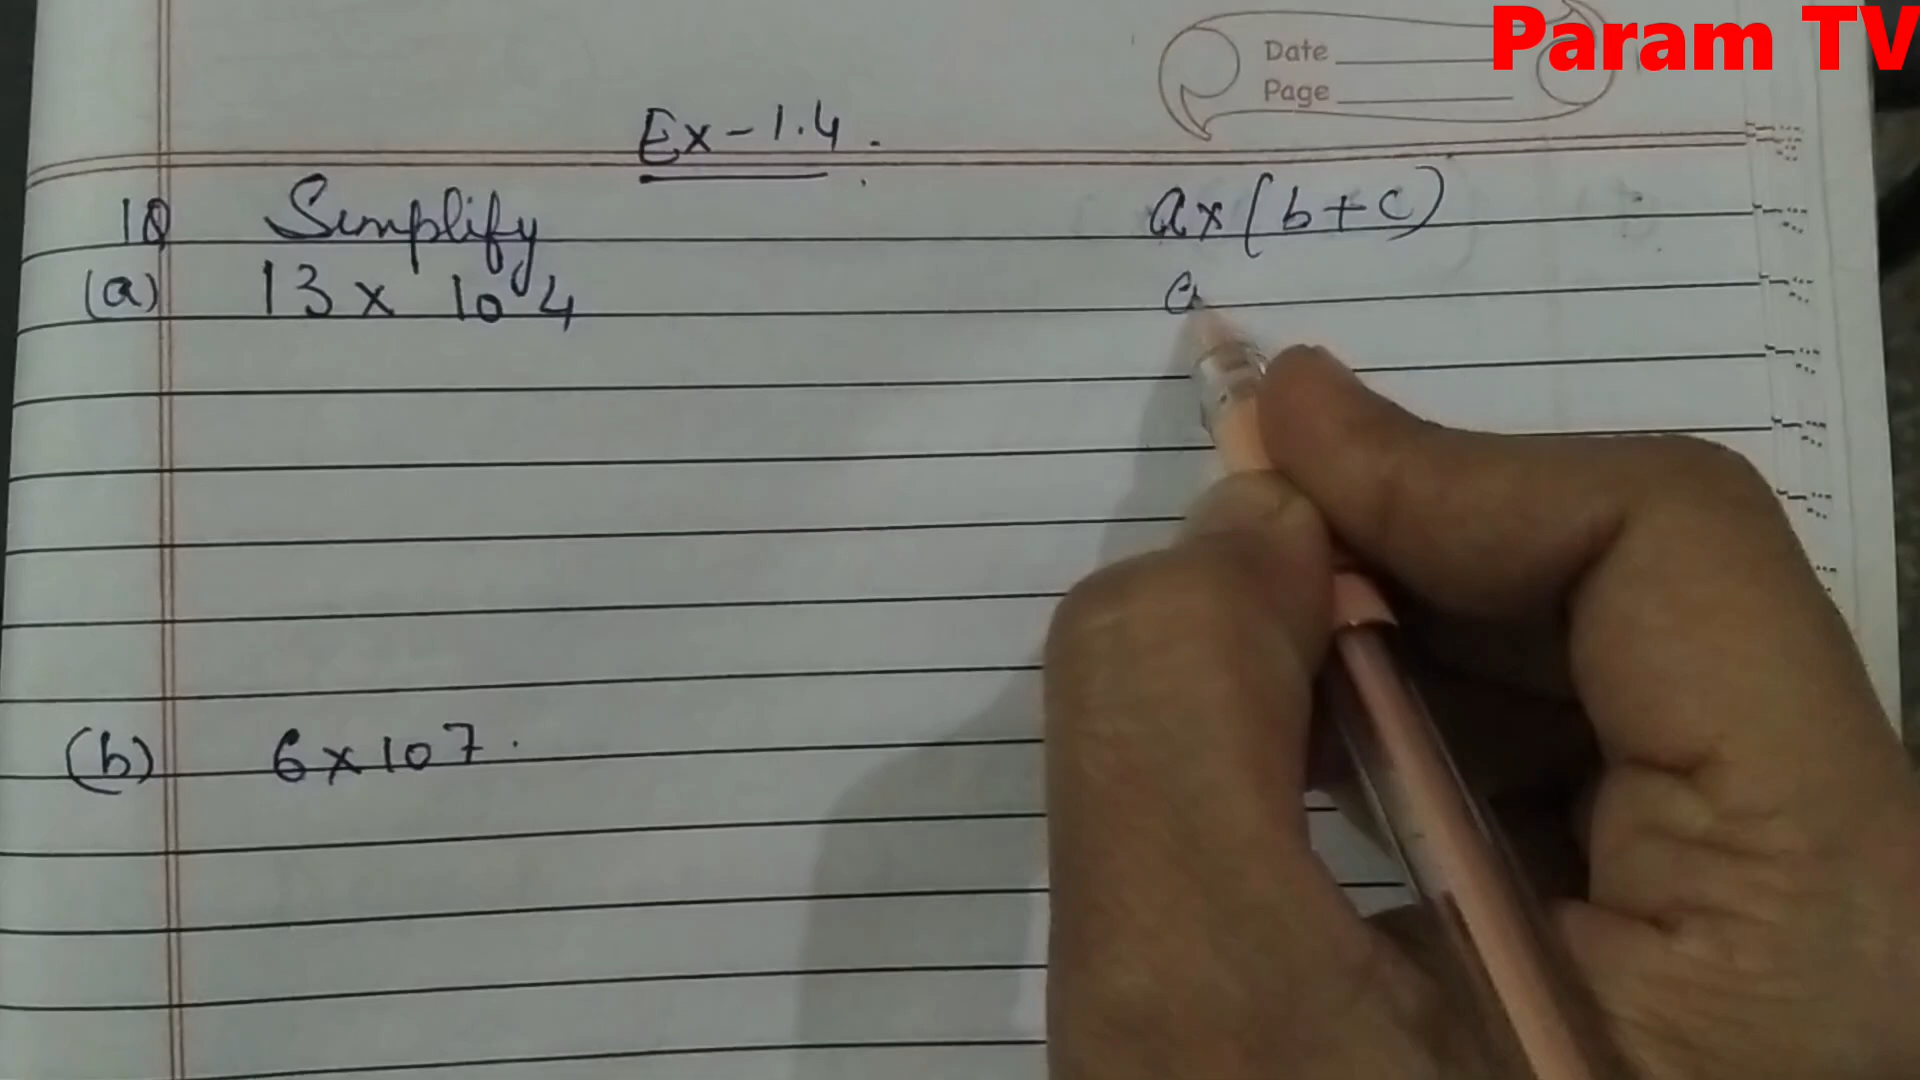 Param TV
Date
Page
Ex-1.4.
1Q Simplify
a×(b+c)
(a) 13 × 104
a
(b) 6×107.